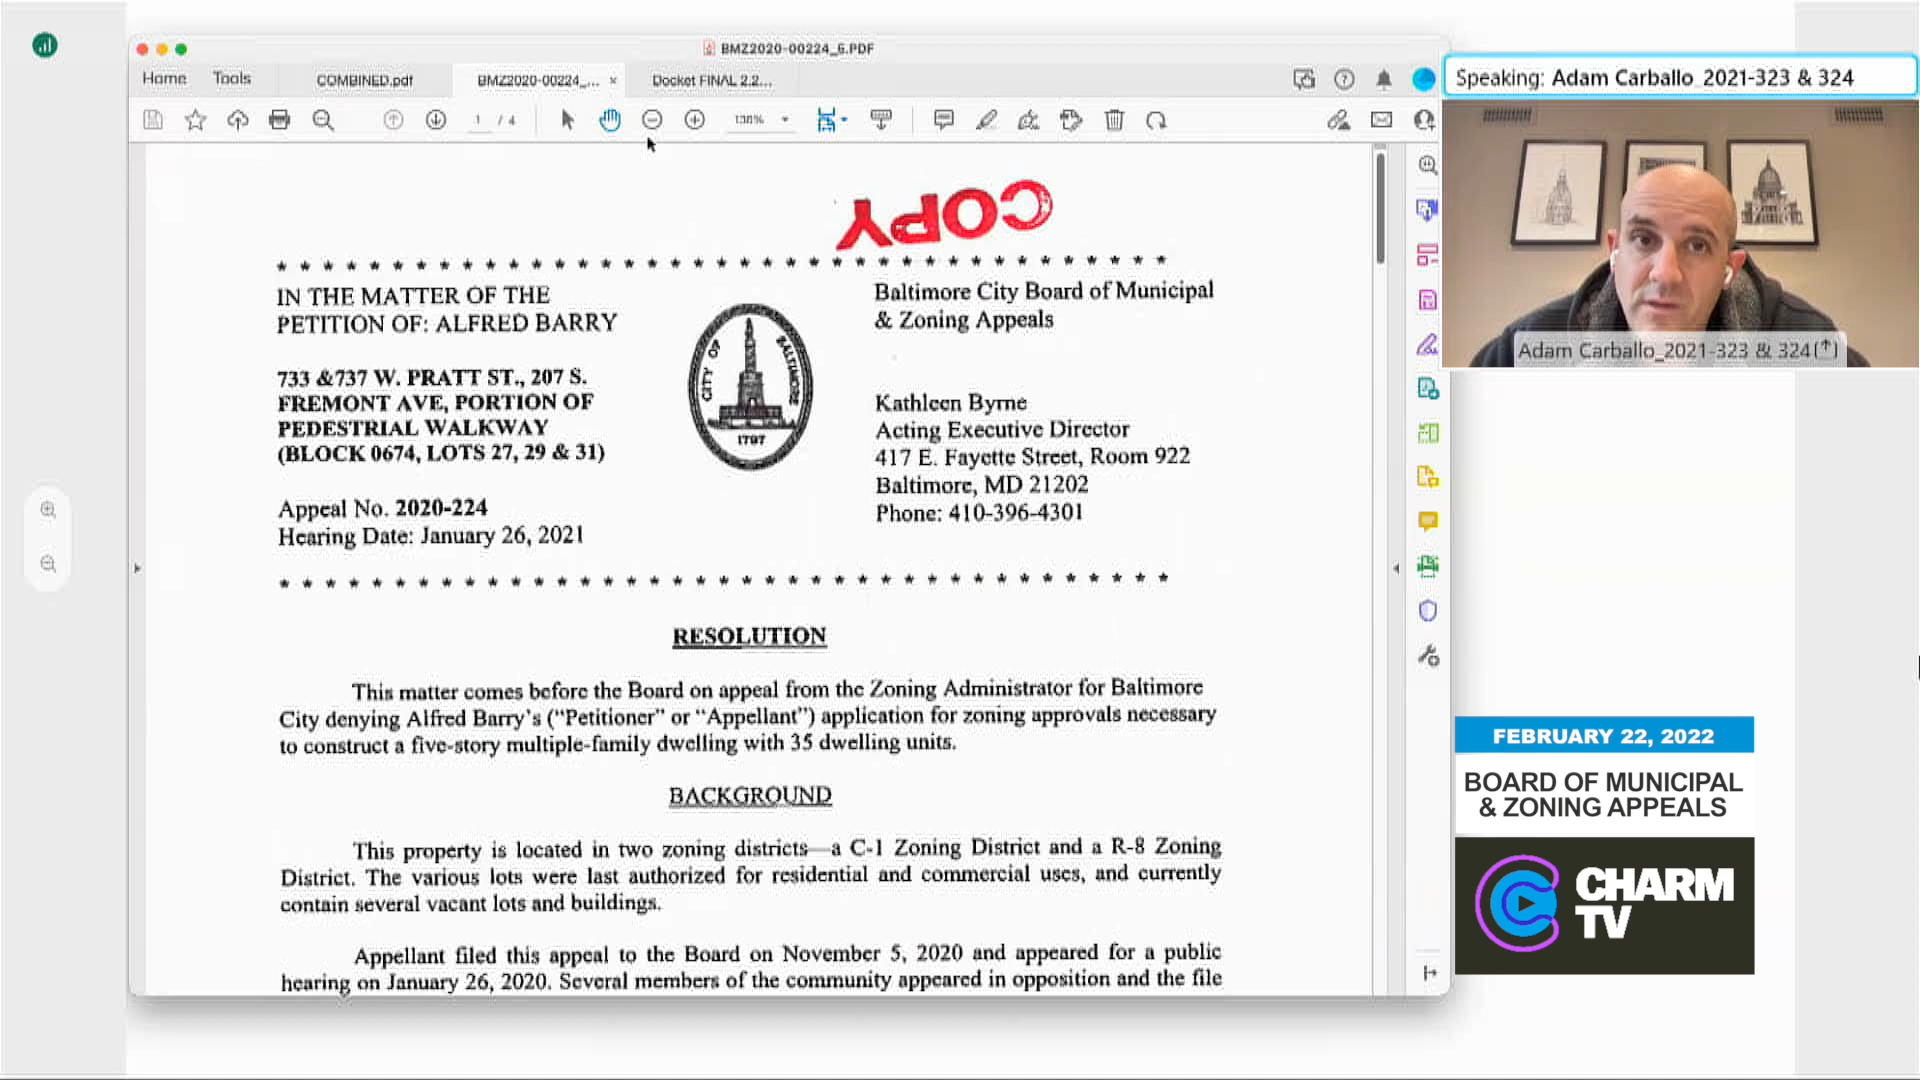 BMZ2020-00224_6.PDF
Home
Tools
COMBINED.pdf
BMZ2020-00224_...
Docket FINAL 2.2...
1 / 4
COPY
IN THE MATTER OF THE
PETITION OF: ALFRED BARRY
733 &737 W. PRATT ST., 207 S.
FREMONT AVE, PORTION OF
PEDESTRIAL WALKWAY
(BLOCK 0674, LOTS 27, 29 & 31)
Appeal No. 2020-224
Hearing Date: January 26, 2021
CITY OF BALTIMORE
1797
Baltimore City Board of Municipal
& Zoning Appeals
Kathleen Byrne
Acting Executive Director
417 E. Fayette Street, Room 922
Baltimore, MD 21202
Phone: 410-396-4301
RESOLUTION
This matter comes before the Board on appeal from the Zoning Administrator for Baltimore
City denying Alfred Barry's ("Petitioner" or "Appellant") application for zoning approvals necessary
to construct a five-story multiple-family dwelling with 35 dwelling units.
BACKGROUND
This property is located in two zoning districts—a C-1 Zoning District and a R-8 Zoning
District. The various lots were last authorized for residential and commercial uses, and currently
contain several vacant lots and buildings.
Appellant filed this appeal to the Board on November 5, 2020 and appeared for a public
hearing on January 26, 2020. Several members of the community appeared in opposition and the file
Speaking: Adam Carballo_2021-323 & 324
Adam Carballo_2021-323 & 324
FEBRUARY 22, 2022
BOARD OF MUNICIPAL
& ZONING APPEALS
CHARM
TV